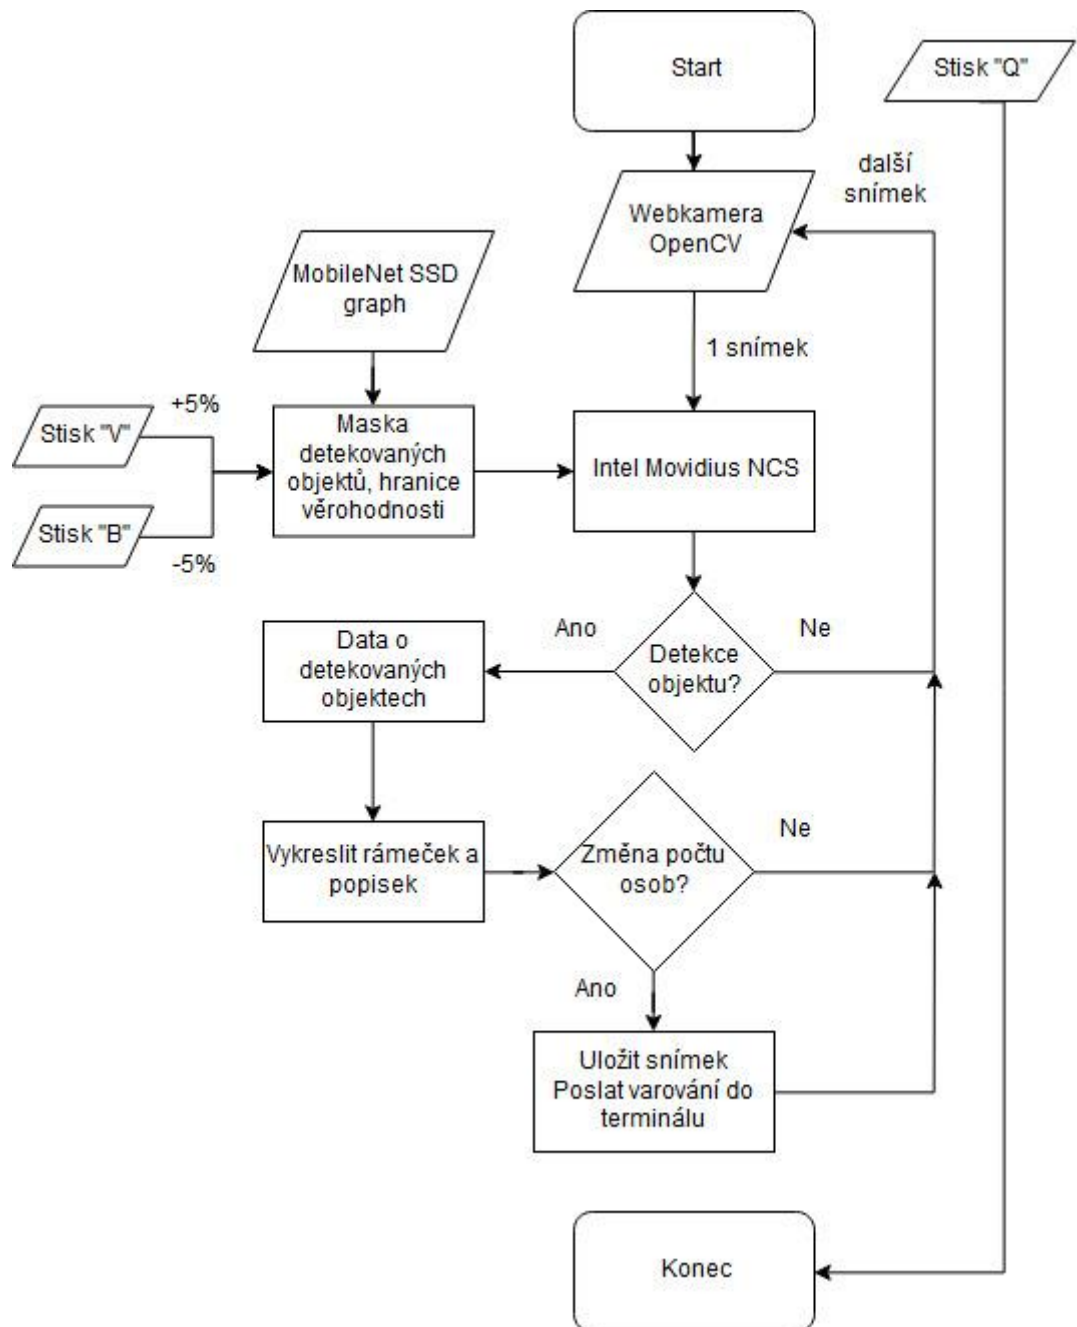 Start
Stisk "Q"
další
snímek
Webkamera
OpenCV
MobileNet SSD
graph
1 snímek
Stisk "V"
+5%
Maska
detekovaných
objektů, hranice
věrohodnosti
Intel Movidius NCS
Stisk "B"
-5%
Ano
Ne
Data o
detekovaných
objektech
Detekce
objektu?
Vykreslit rámeček a
popisek
Změna počtu
osob?
Ne
Ano
Uložit snímek
Poslat varování do
terminálu
Konec